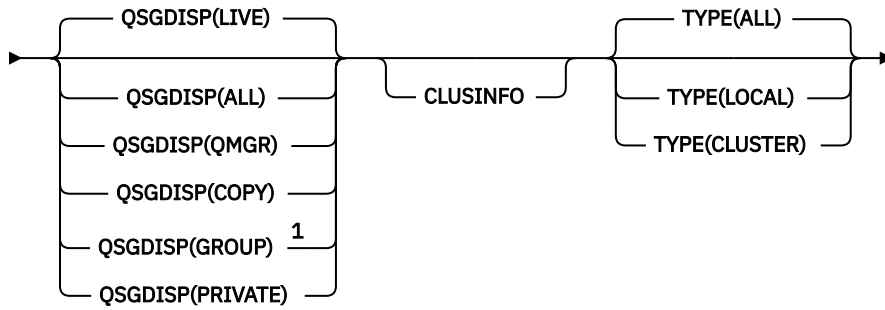 QSGDISP(LIVE)
QSGDISP(ALL)
QSGDISP(QMGR)
QSGDISP(COPY)
QSGDISP(GROUP) 1
QSGDISP(PRIVATE)
CLUSINFO
TYPE(ALL)
TYPE(LOCAL)
TYPE(CLUSTER)